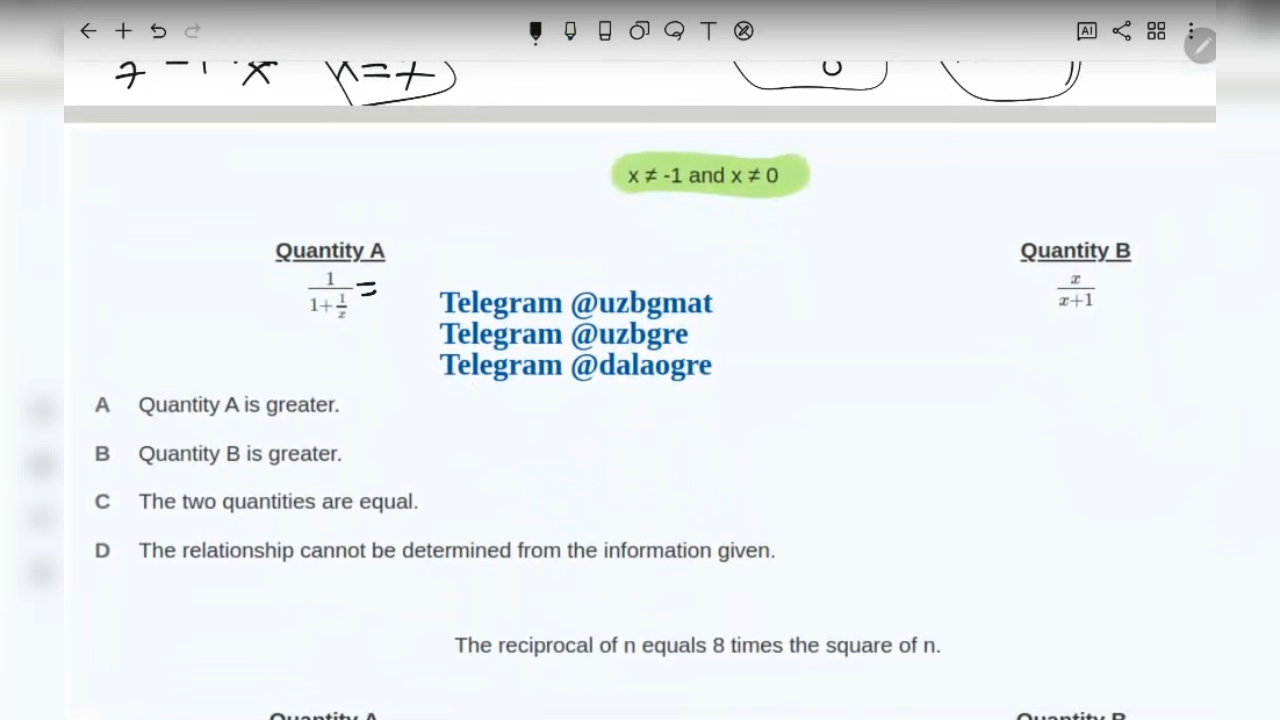 x ≠ -1 and x ≠ 0
Quantity A
Quantity B
1
1+1/x
=
x
x+1
Telegram @uzbgmat
Telegram @uzbgre
Telegram @dalaogre
A Quantity A is greater.
B Quantity B is greater.
C The two quantities are equal.
D The relationship cannot be determined from the information given.
The reciprocal of n equals 8 times the square of n.
Quantity A
Quantity B